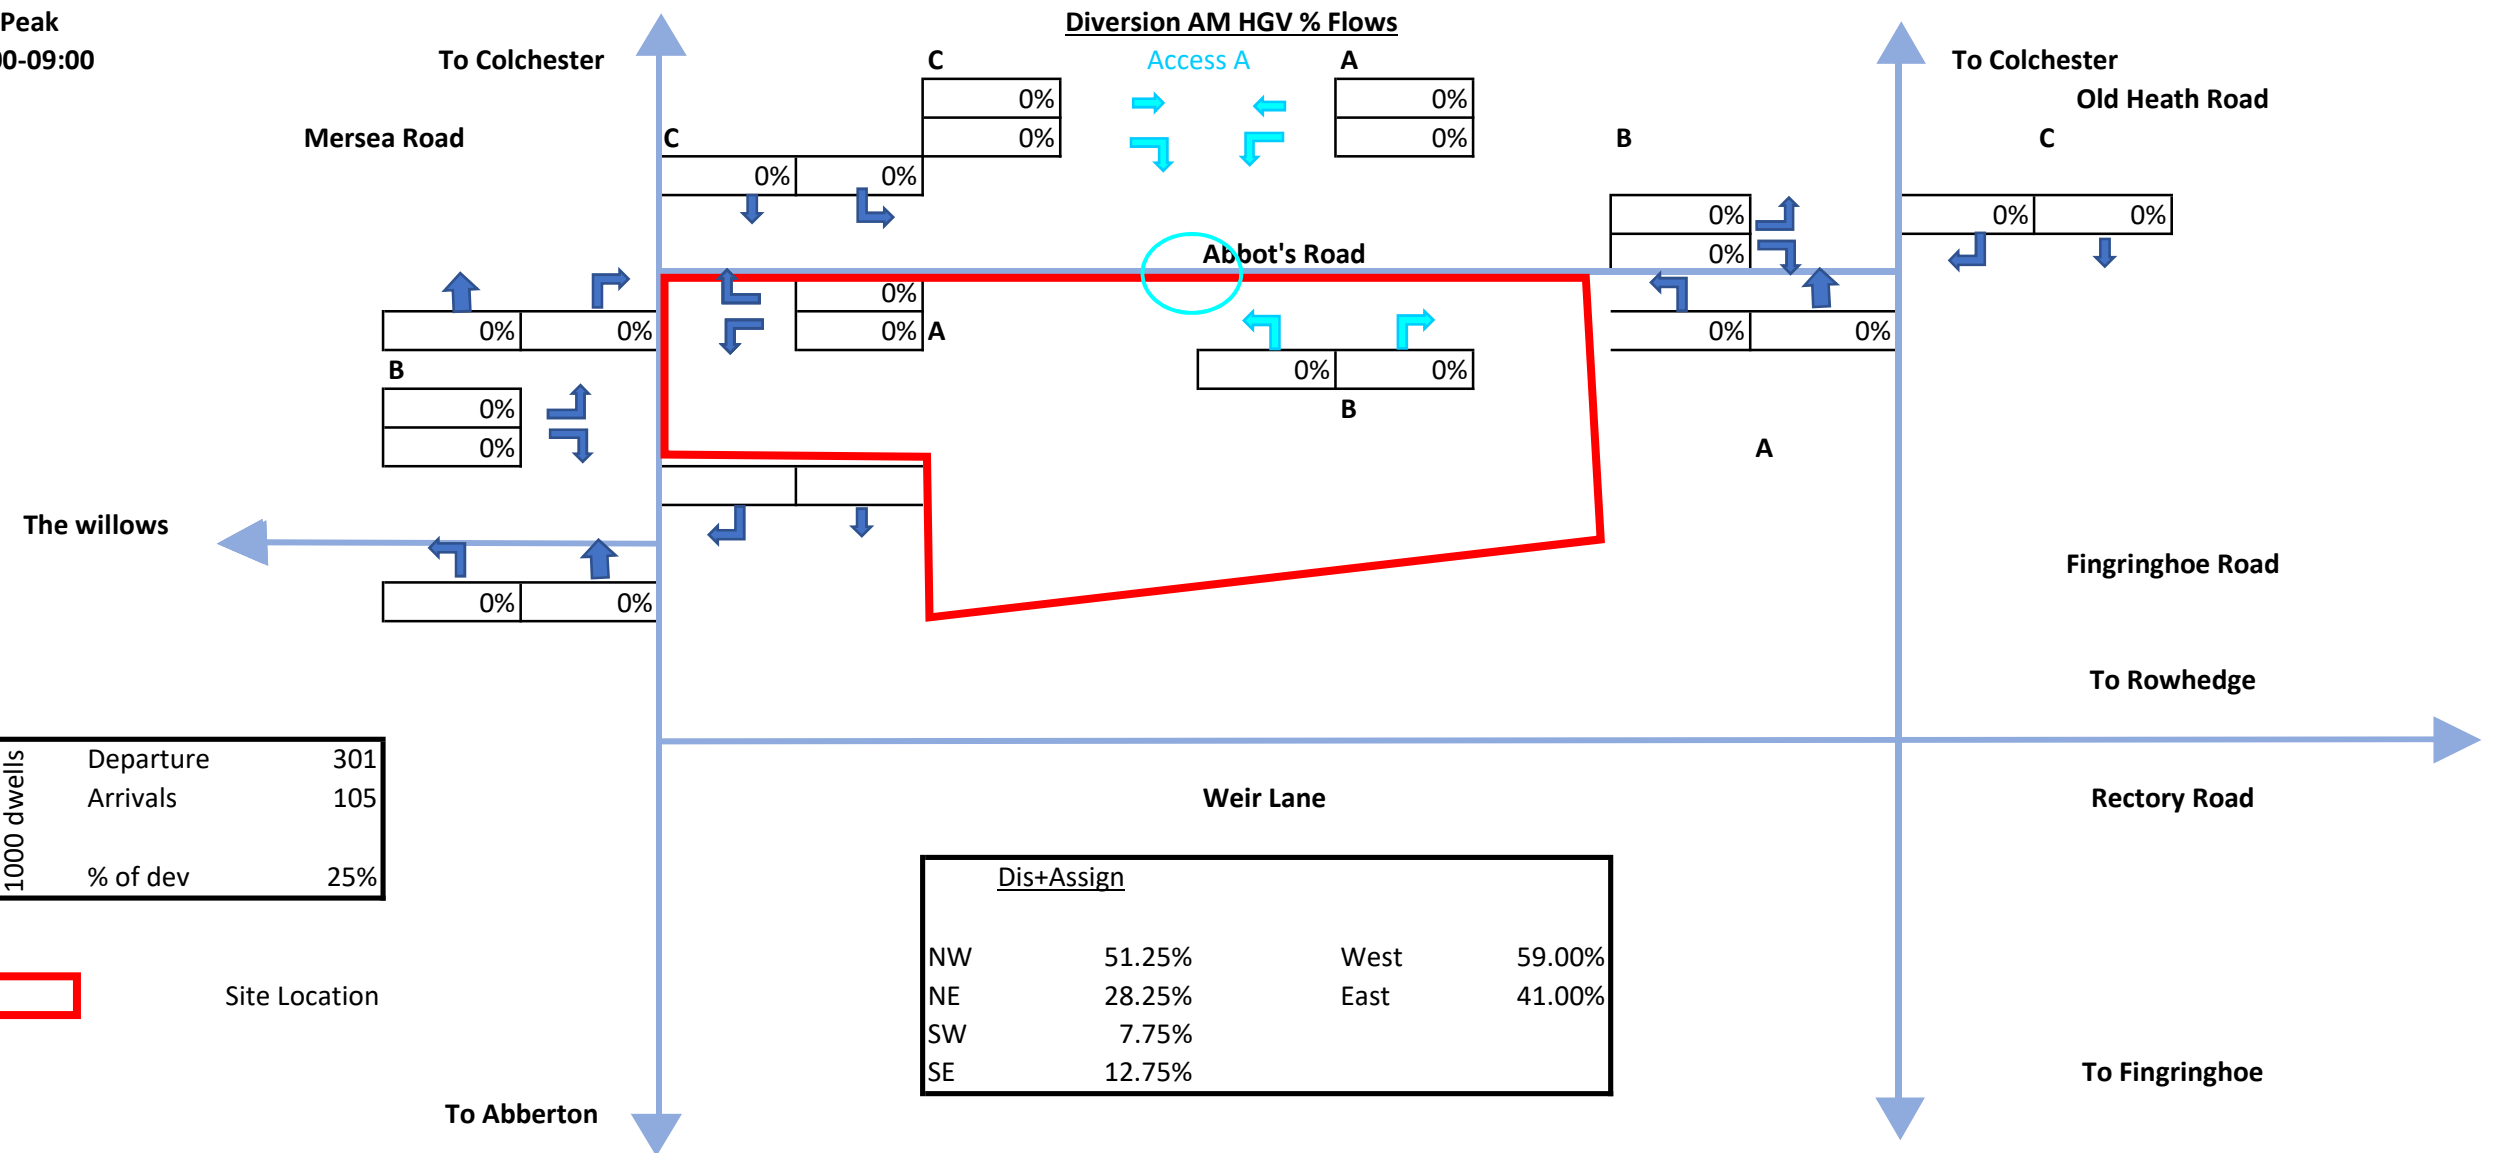 Peak
Diversion AM HGV % Flows
00-09:00
To Colchester
C
Access A
A
To Colchester
0%
0%
Old Heath Road
Mersea Road
C
0%
0%
B
C
0% 0%
0%
0% 0%
Abbot's Road
0%
0%
0% 0%
0% A
0% 0%
B
0% 0%
0%
B
0%
A
The willows
Fingringhoe Road
0% 0%
To Rowhedge
1000 dwells
Departure 301
Arrivals 105
% of dev 25%
Weir Lane
Rectory Road
Dis+Assign
NW 51.25% West 59.00%
NE 28.25% East 41.00%
SW 7.75%
SE 12.75%
Site Location
To Fingringhoe
To Abberton